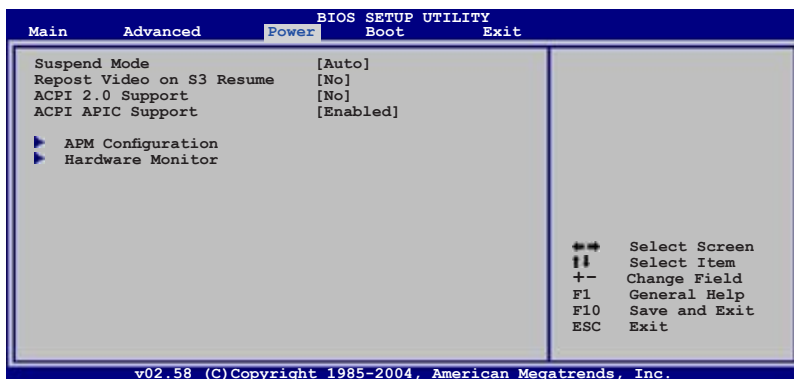 BIOS SETUP UTILITY
Main Advanced Power Boot Exit
Suspend Mode [Auto]
Repost Video on S3 Resume [No]
ACPI 2.0 Support [No]
ACPI APIC Support [Enabled]
APM Configuration
Hardware Monitor
Select Screen
Select Item
+- Change Field
F1 General Help
F10 Save and Exit
ESC Exit
v02.58 (C)Copyright 1985-2004, American Megatrends, Inc.